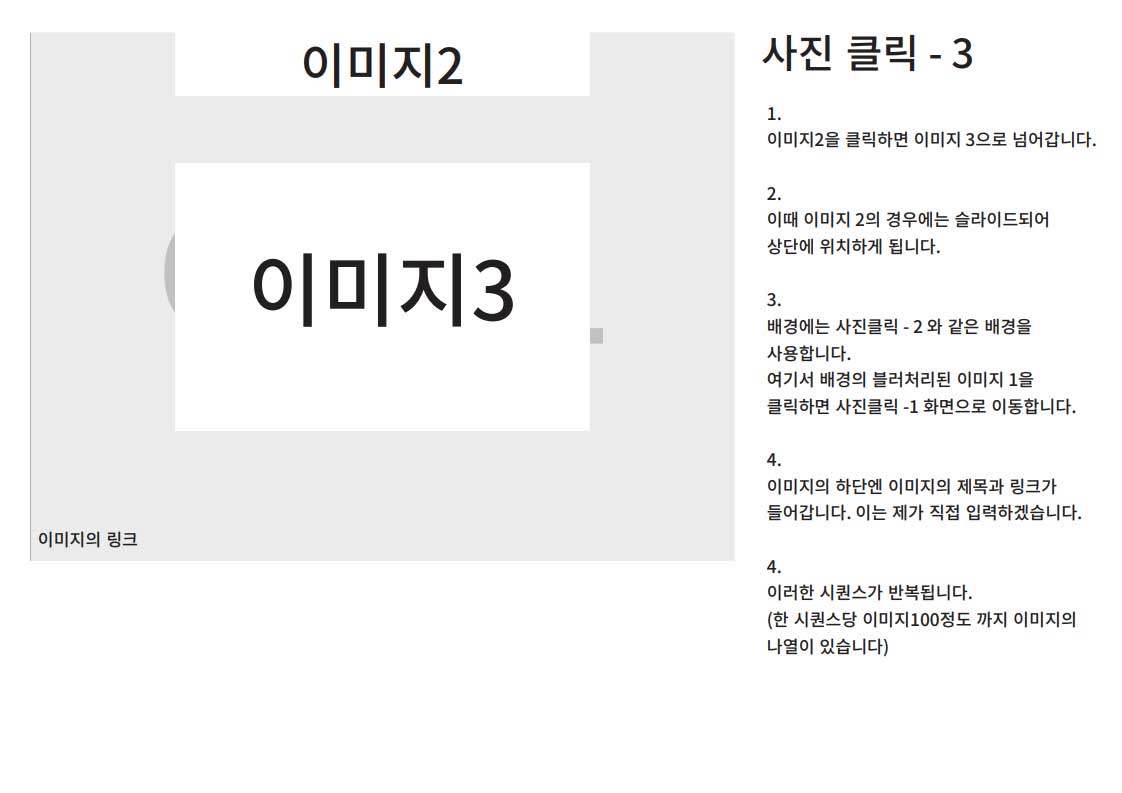 이미지2
이미지3
이미지의 링크
사진 클릭 - 3
1.
이미지2을 클릭하면 이미지 3으로 넘어갑니다.
2.
이때 이미지 2의 경우에는 슬라이드되어
상단에 위치하게 됩니다.
3.
배경에는 사진클릭 - 2 와 같은 배경을
사용합니다.
여기서 배경의 블러처리된 이미지 1을
클릭하면 사진클릭 -1 화면으로 이동합니다.
4.
이미지의 하단엔 이미지의 제목과 링크가
들어갑니다. 이는 제가 직접 입력하겠습니다.
4.
이러한 시퀀스가 반복됩니다.
(한 시퀀스당 이미지100정도 까지 이미지의
나열이 있습니다)